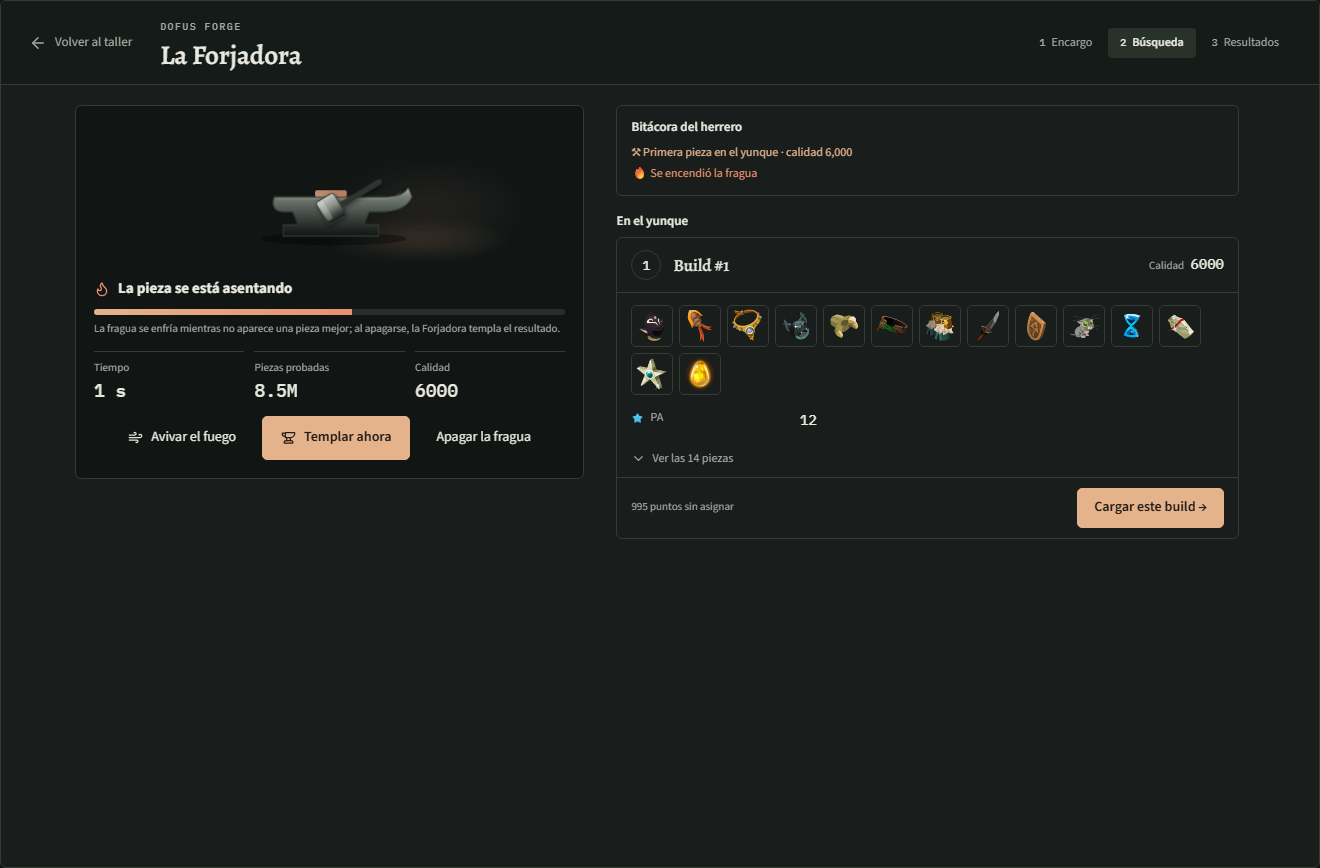 Volver al taller
DOFUS FORGE
La Forjadora
1 Encargo
2 Búsqueda
3 Resultados
La pieza se está asentando
La fragua se enfría mientras no aparece una pieza mejor; al apagarse, la Forjadora templa el resultado.
Tiempo
1 s
Piezas probadas
8.5M
Calidad
6000
Avivar el fuego
Templar ahora
Apagar la fragua
Bitácora del herrero
⚒ Primera pieza en el yunque · calidad 6,000
🔥 Se encendió la fragua
En el yunque
1 Build #1
Calidad 6000
PA 12
Ver las 14 piezas
995 puntos sin asignar
Cargar este build →